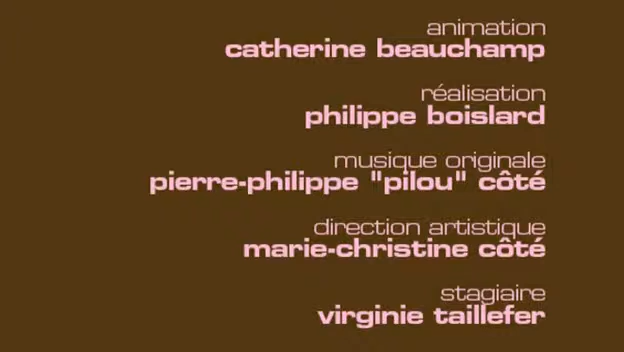 animation
catherine beauchamp
réalisation
philippe boislard
musique originale
pierre-philippe "pilou" côté
direction artistique
marie-christine côté
stagiaire
virginie taillefer